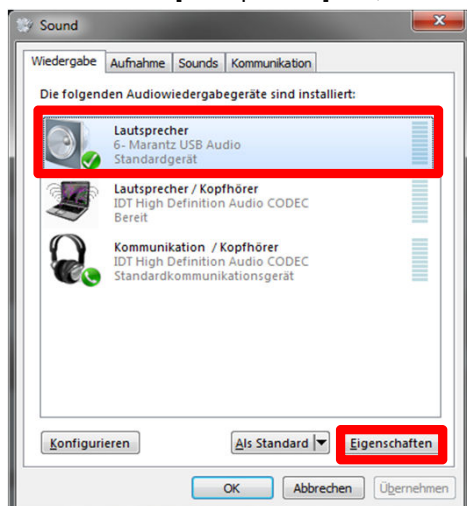 Sound
Wiedergabe Aufnahme Sounds Kommunikation
Die folgenden Audiowiedergabegeräte sind installiert:
Lautsprecher
6- Marantz USB Audio
Standardgerät
Lautsprecher / Kopfhörer
IDT High Definition Audio CODEC
Bereit
Kommunikation / Kopfhörer
IDT High Definition Audio CODEC
Standardkommunikationsgerät
Konfigurieren Als Standard Eigenschaften
OK Abbrechen Übernehmen